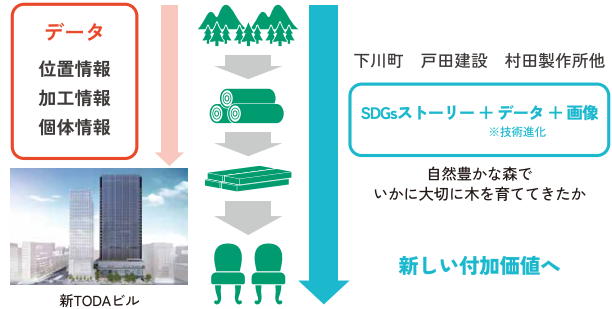 データ
位置情報
加工情報
個体情報
新TODAビル
下川町 戸田建設 村田製作所他
SDGsストーリー＋データ＋画像
※技術進化
自然豊かな森で
いかに大切に木を育ててきたか
新しい付加価値へ